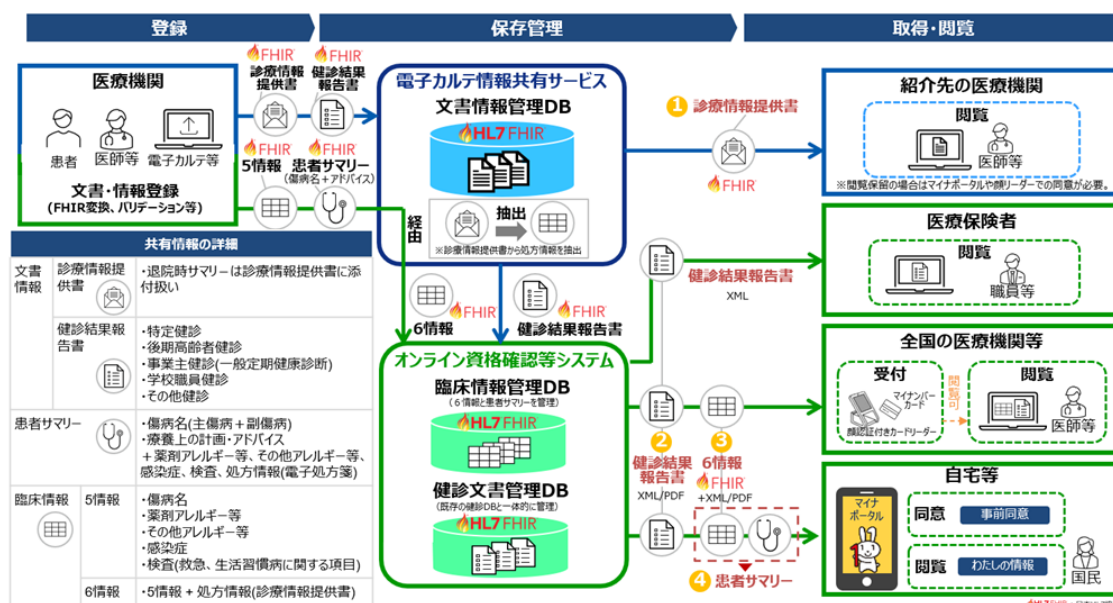 登録
保存管理
取得・閲覧
医療機関
患者
医師等
電子カルテ等
文書・情報登録
(FHIR変換、バリデーション等)
FHIR
診療情報
提供書
FHIR
健診結果
報告書
FHIR
5情報
FHIR
患者サマリー
(傷病名+アドバイス)
電子カルテ情報共有サービス
文書情報管理DB
HL7 FHIR
抽出
※診療情報提供書から処方情報を抽出
経由
6情報
FHIR
健診結果報告書
FHIR
オンライン資格確認等システム
臨床情報管理DB
(6情報と患者サマリーを管理)
HL7 FHIR
健診文書管理DB
(既存の健診DBと一体的に管理)
HL7 FHIR
1 診療情報提供書
FHIR
健診結果報告書
XML
2
健診結果
報告書
XML/PDF
3
6情報
FHIR
+XML/PDF
4 患者サマリー
紹介先の医療機関
閲覧
医師等
※閲覧保留の場合はマイナポータルや顔リーダーでの同意が必要。
医療保険者
閲覧
職員等
全国の医療機関等
受付
マイナンバー
カード
顔認証付きカードリーダー
閲覧可
閲覧
医師等
自宅等
マイナ
ポータル
同意
事前同意
閲覧
わたしの情報
国民
共有情報の詳細
文書
情報
診療情報提
供書
・退院時サマリーは診療情報提供書に添
付扱い
健診結果報
告書
・特定健診
・後期高齢者健診
・事業主健診(一般定期健康診断)
・学校職員健診
・その他健診
患者サマリー
・傷病名(主傷病+副傷病)
・療養上の計画・アドバイス
+薬剤アレルギー等、その他アレルギー等、
感染症、検査、処方情報(電子処方箋)
臨床情報
5情報
・傷病名
・薬剤アレルギー等
・その他アレルギー等
・感染症
・検査(救急、生活習慣病に関する項目)
6情報
・5情報 + 処方情報(診療情報提供書)